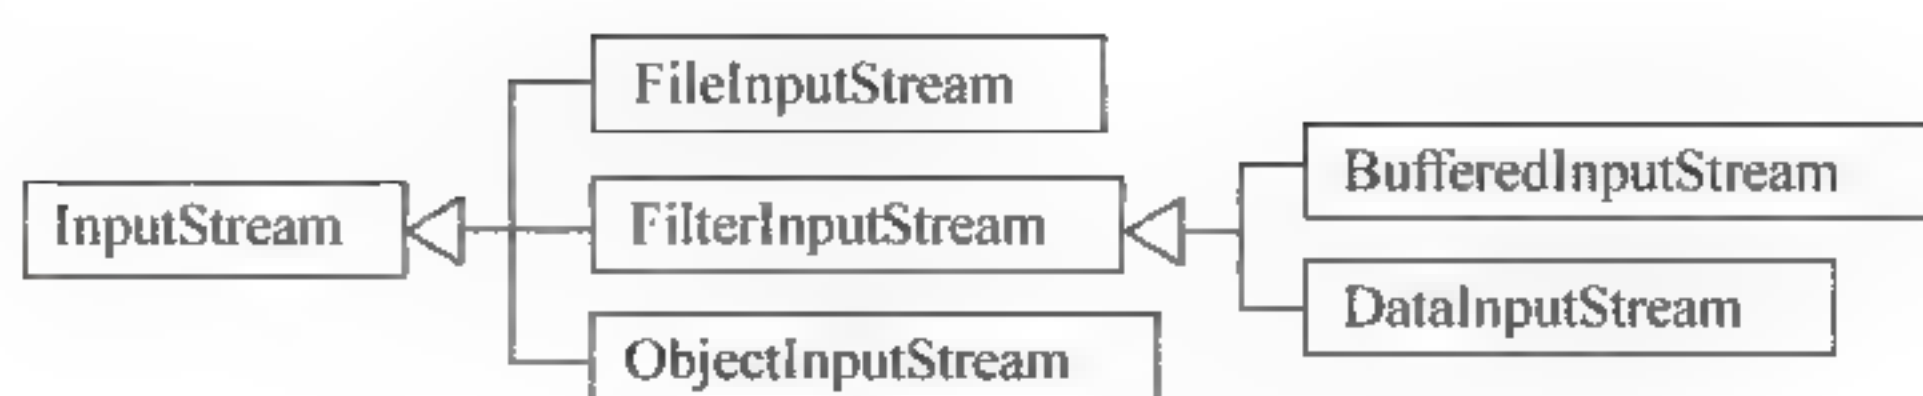 FileInputStream
BufferedInputStream
InputStream
FilterInputStream
DataInputStream
ObjectInputStream